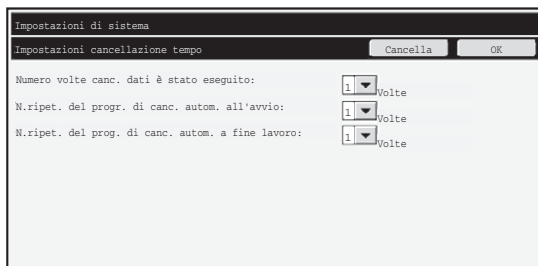 Impostazioni di sistema
Impostazioni cancellazione tempo Cancella OK
Numero volte canc. dati è stato eseguito: 1 Volte
N.ripet. del progr. di canc. autom. all'avvio: 1 Volte
N.ripet. del prog. di canc. autom. a fine lavoro: 1 Volte